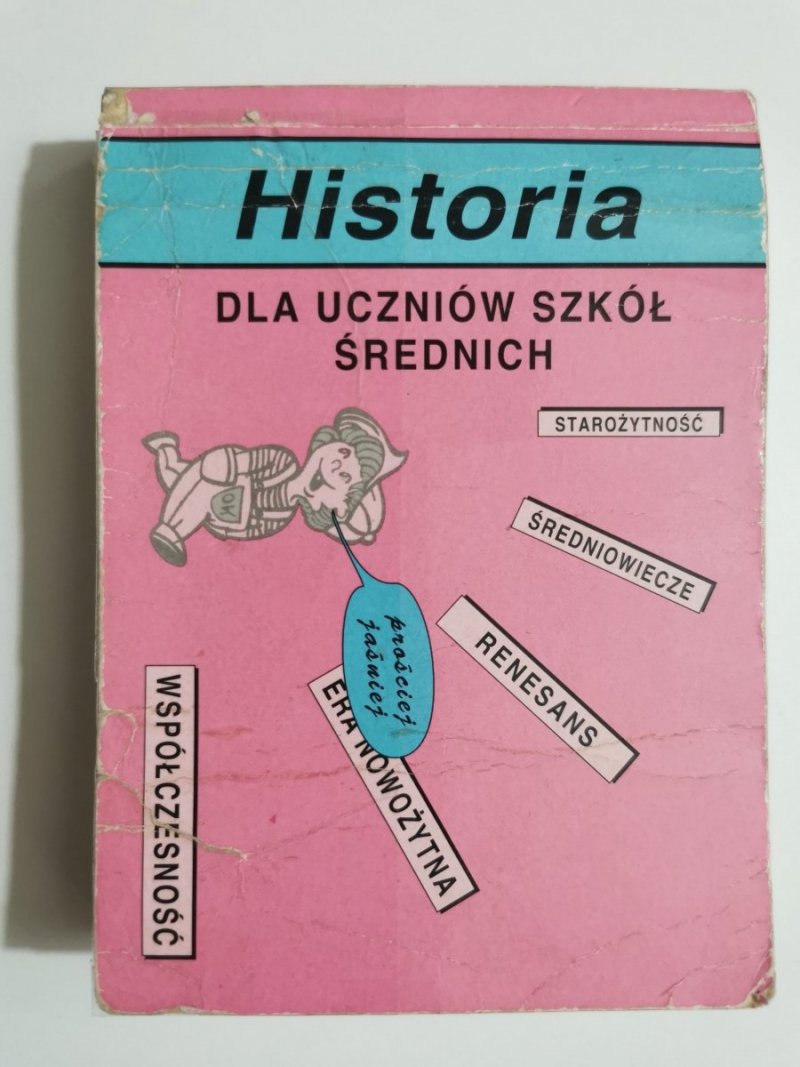 Historia
DLA UCZNIÓW SZKÓŁ
ŚREDNICH
STAROŻYTNOŚĆ
ŚREDNIOWIECZE
RENESANS
ERA NOWOŻYTNA
WSPÓŁCZESNOŚĆ
OK
prościej
jaśniej